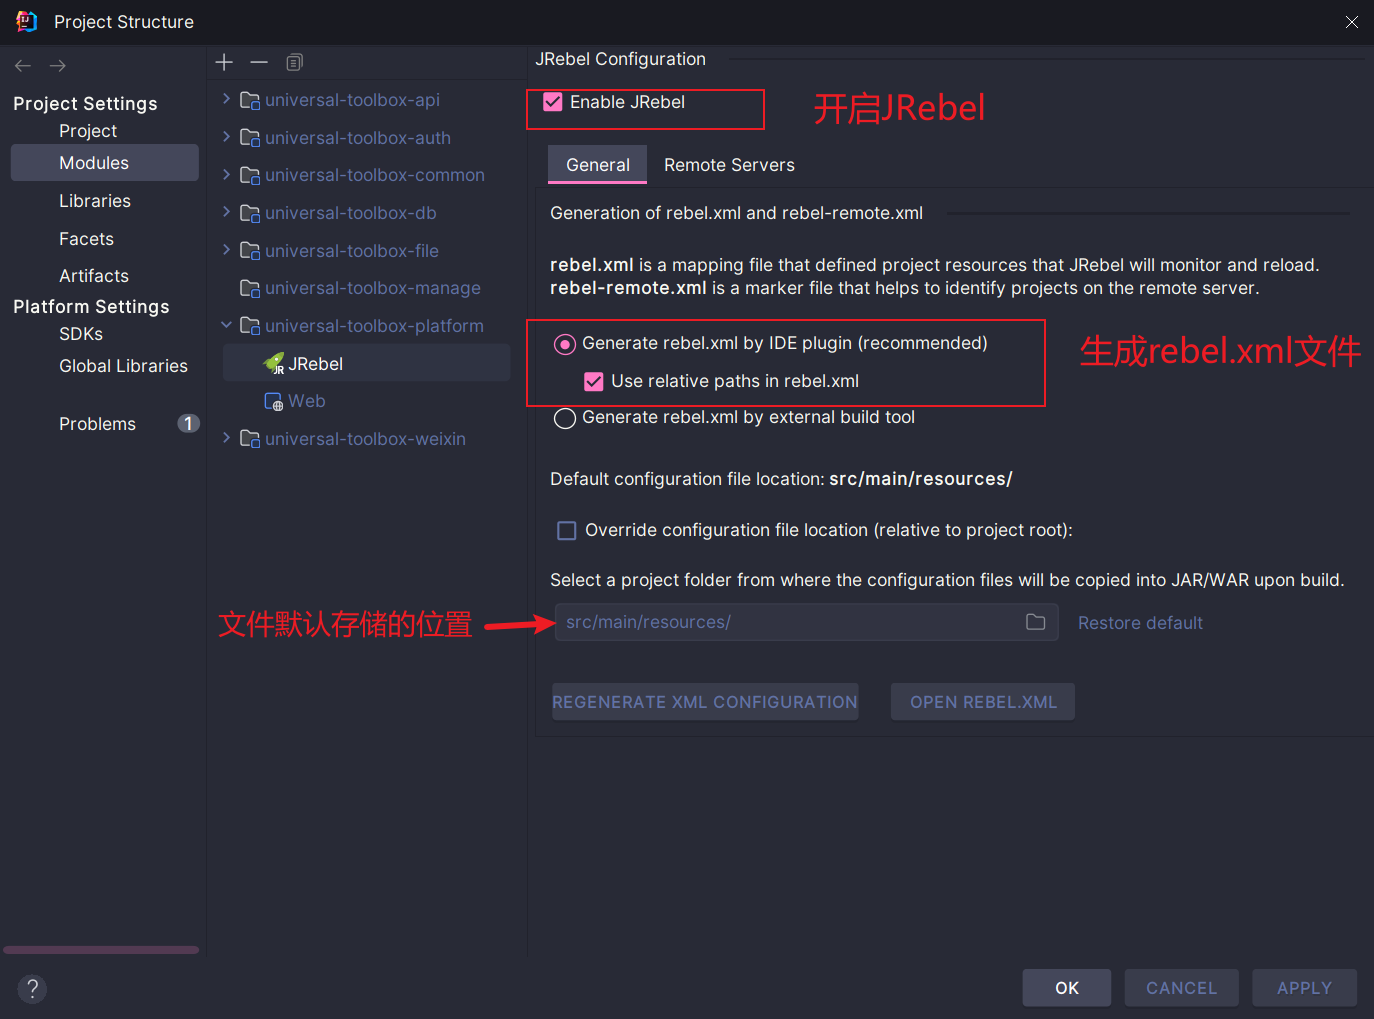 Project Structure
Project Settings
Project
Modules
Libraries
Facets
Artifacts
Platform Settings
SDKs
Global Libraries
Problems 1
universal-toolbox-api
universal-toolbox-auth
universal-toolbox-common
universal-toolbox-db
universal-toolbox-file
universal-toolbox-manage
universal-toolbox-platform
JRebel
Web
universal-toolbox-weixin
JRebel Configuration
Enable JRebel
开启JRebel
General Remote Servers
Generation of rebel.xml and rebel-remote.xml
rebel.xml is a mapping file that defined project resources that JRebel will monitor and reload.
rebel-remote.xml is a marker file that helps to identify projects on the remote server.
Generate rebel.xml by IDE plugin (recommended)
生成rebel.xml文件
Use relative paths in rebel.xml
Generate rebel.xml by external build tool
Default configuration file location: src/main/resources/
Override configuration file location (relative to project root):
Select a project folder from where the configuration files will be copied into JAR/WAR upon build.
文件默认存储的位置
src/main/resources/
Restore default
REGENERATE XML CONFIGURATION
OPEN REBEL.XML
?
OK
CANCEL
APPLY